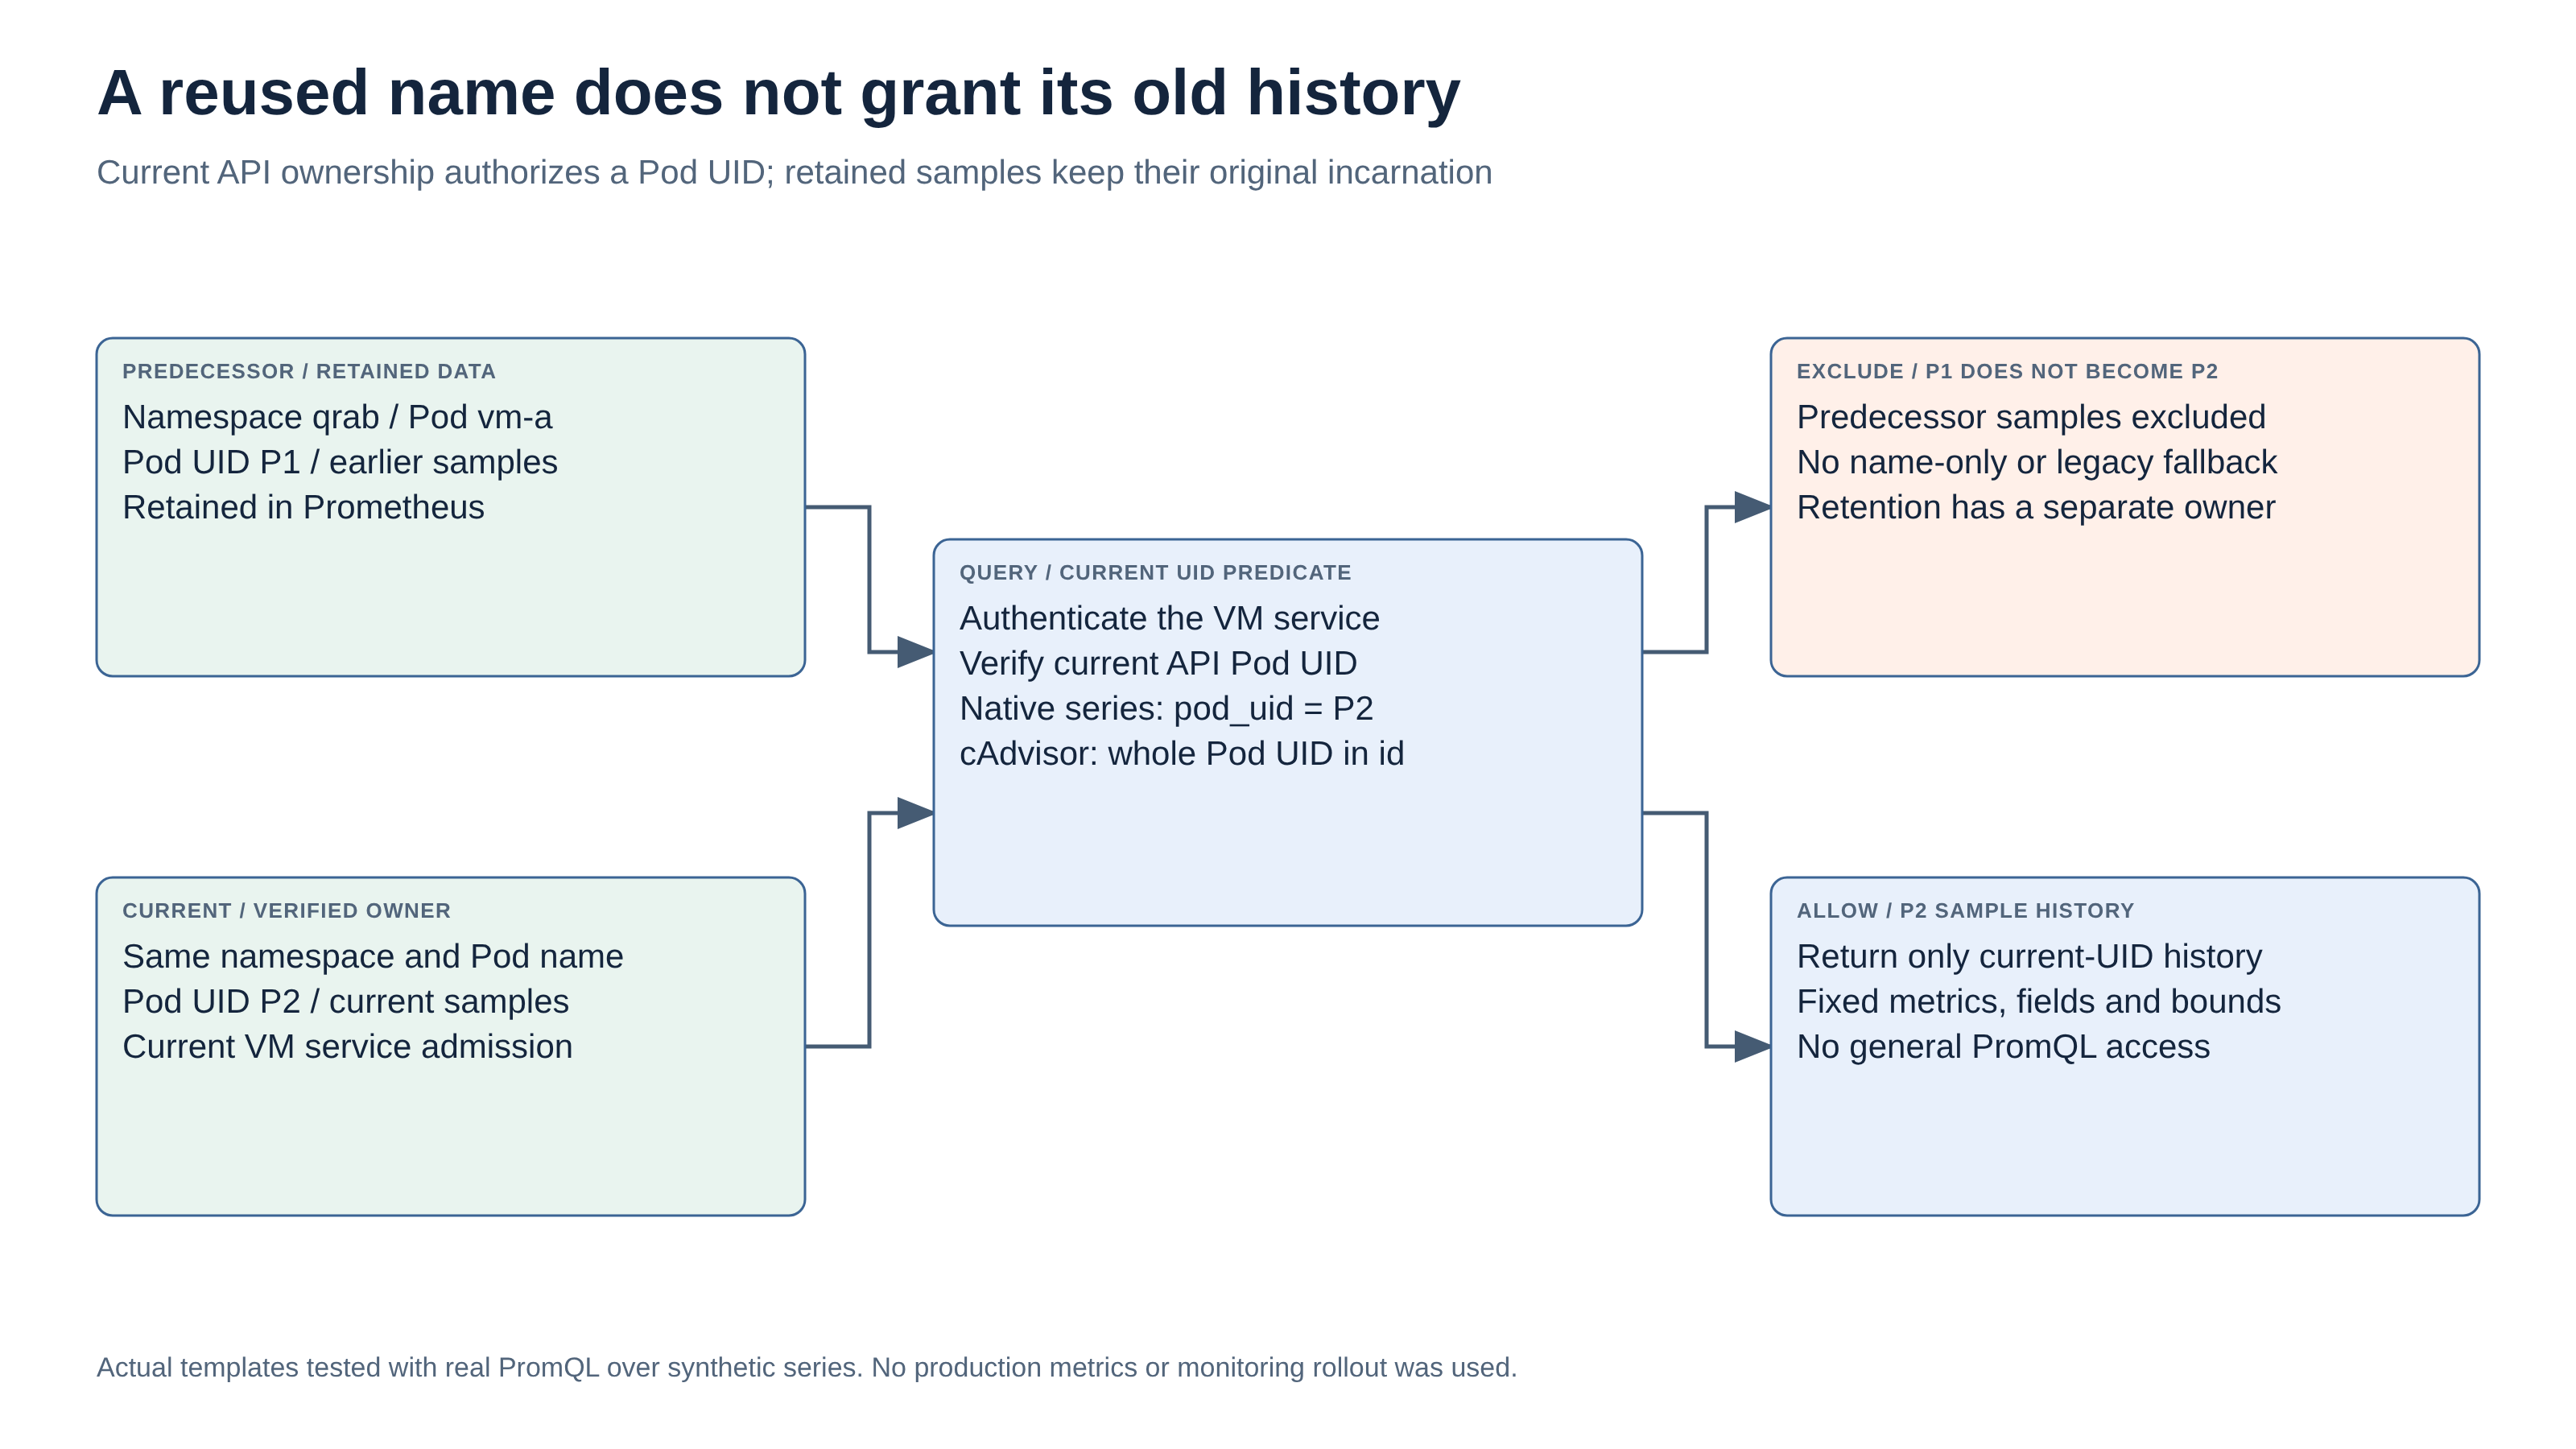 A reused name does not grant its old history
Current API ownership authorizes a Pod UID; retained samples keep their original incarnation
PREDECESSOR / RETAINED DATA
Namespace qrab / Pod vm-a
Pod UID P1 / earlier samples
Retained in Prometheus
CURRENT / VERIFIED OWNER
Same namespace and Pod name
Pod UID P2 / current samples
Current VM service admission
QUERY / CURRENT UID PREDICATE
Authenticate the VM service
Verify current API Pod UID
Native series: pod_uid = P2
cAdvisor: whole Pod UID in id
EXCLUDE / P1 DOES NOT BECOME P2
Predecessor samples excluded
No name-only or legacy fallback
Retention has a separate owner
ALLOW / P2 SAMPLE HISTORY
Return only current-UID history
Fixed metrics, fields and bounds
No general PromQL access
Actual templates tested with real PromQL over synthetic series. No production metrics or monitoring rollout was used.